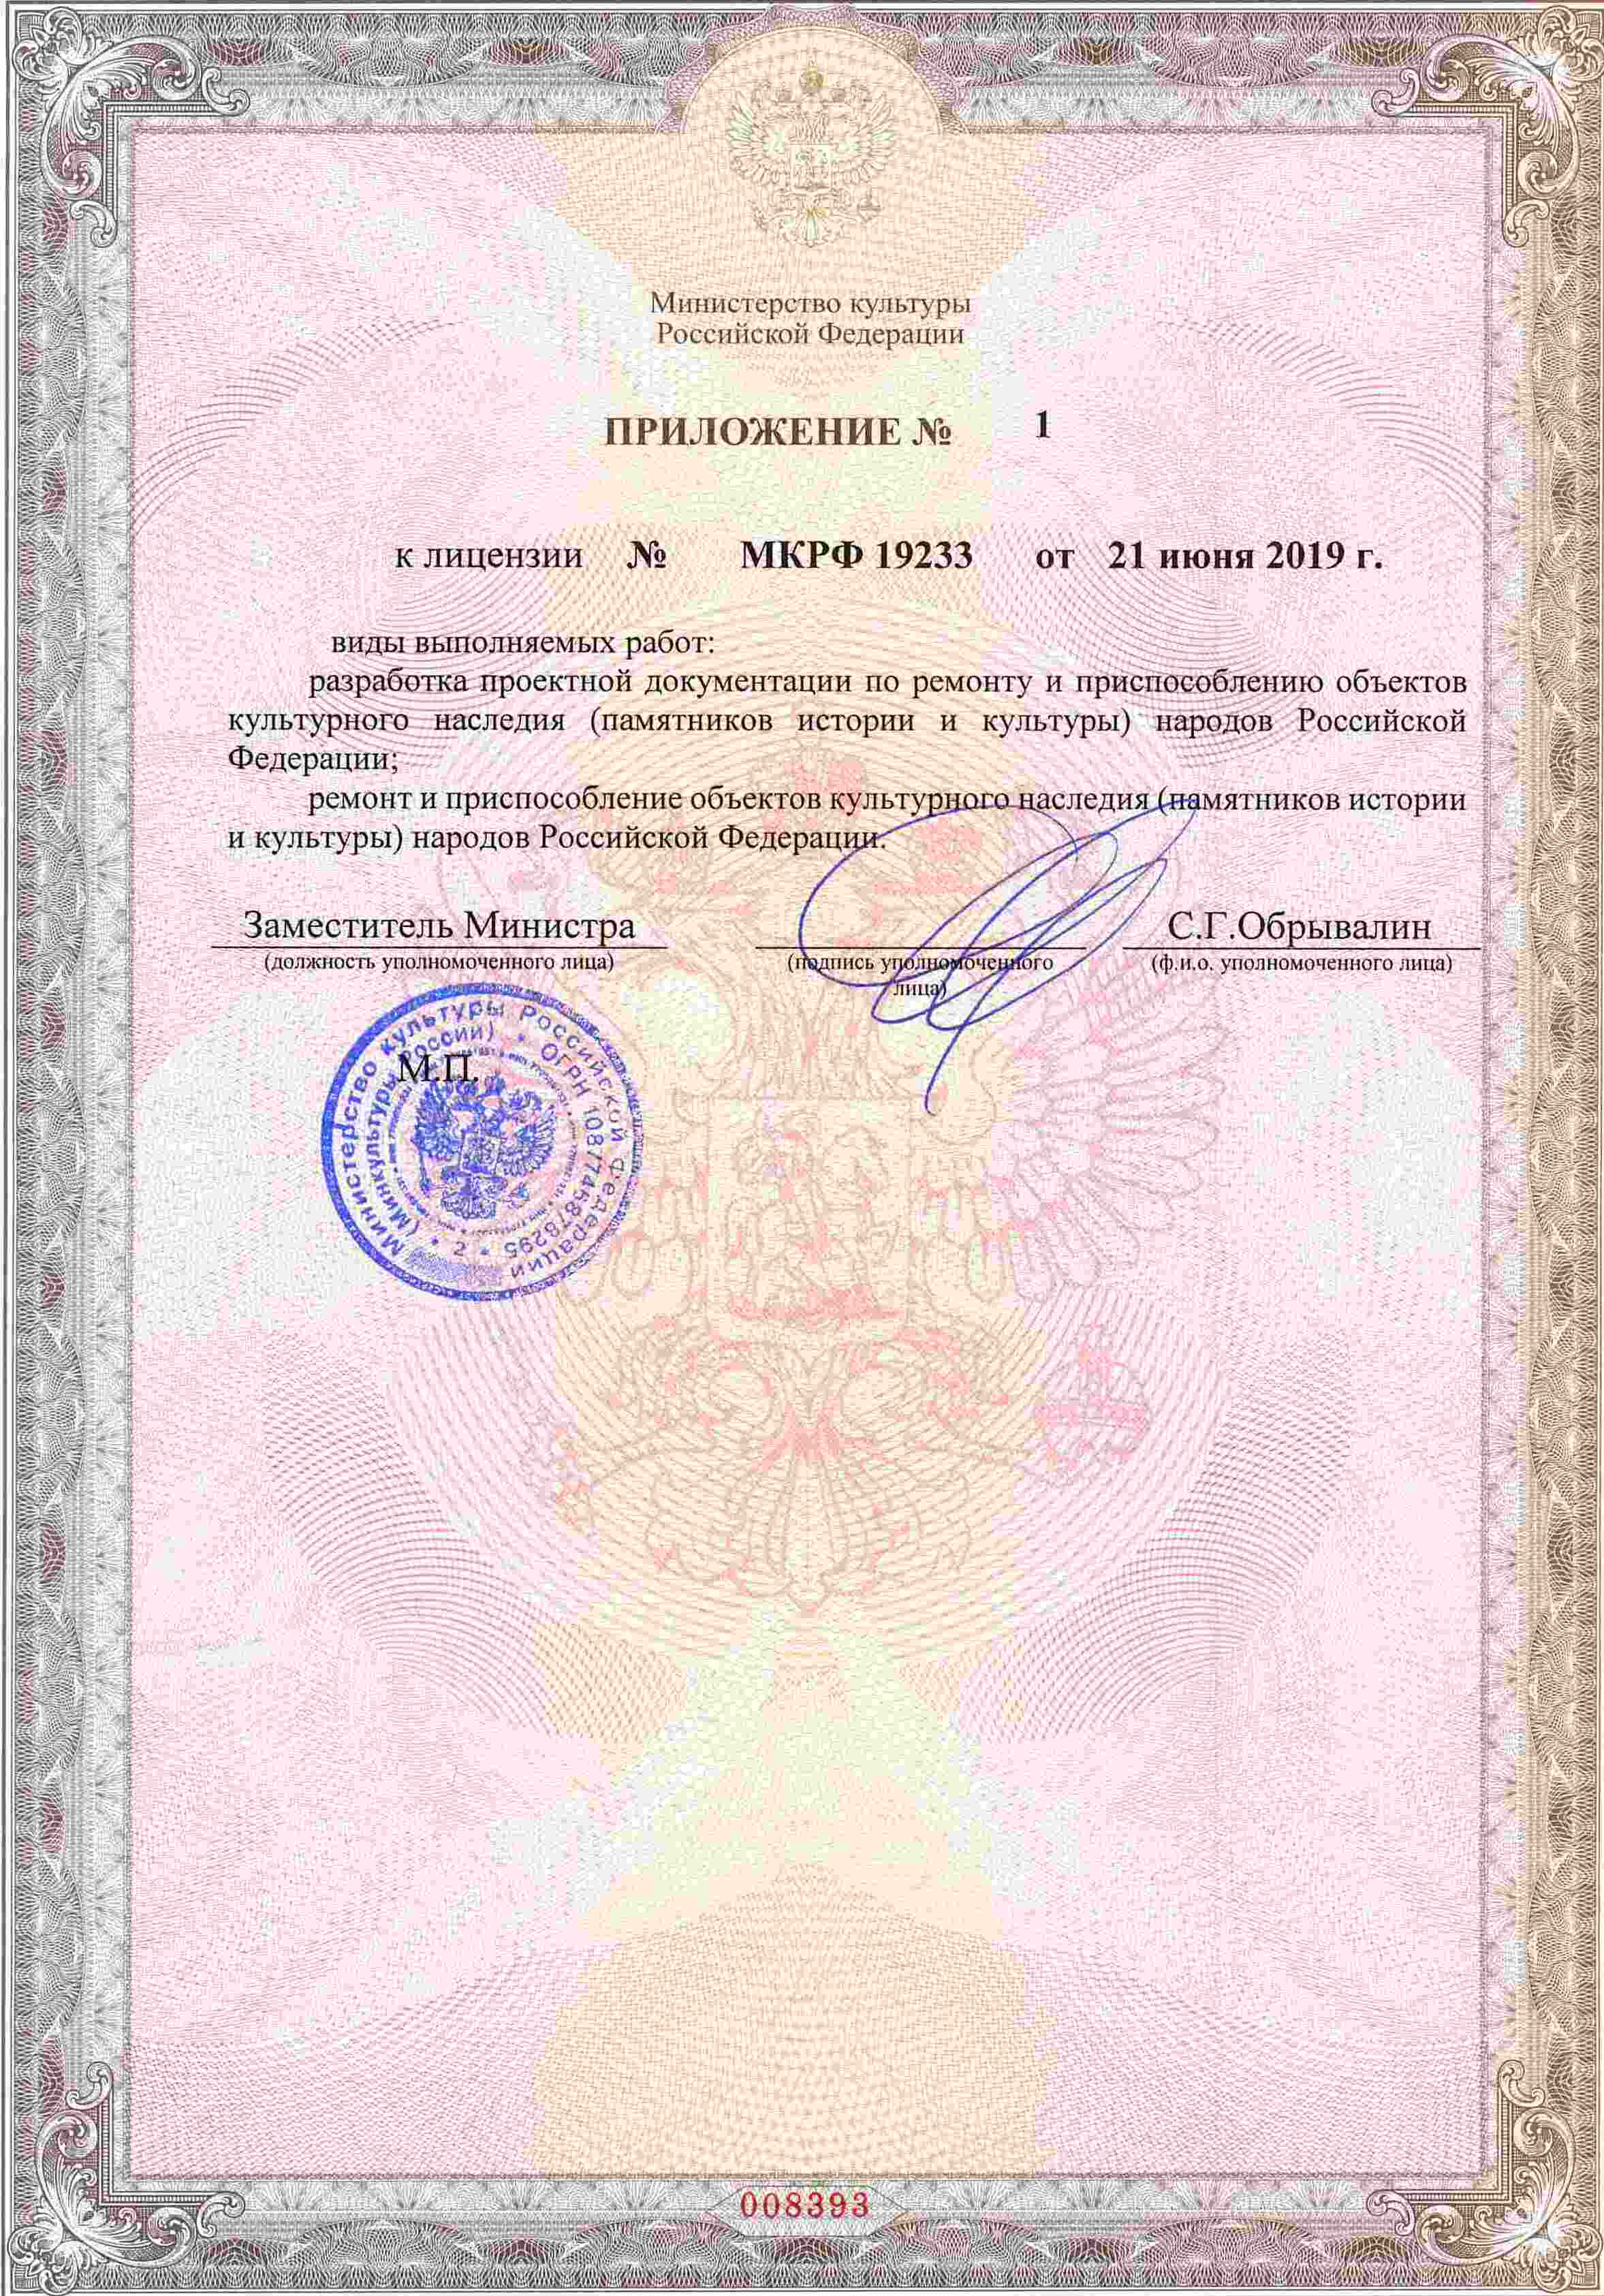 Министерство культуры
Российской Федерации
ПРИЛОЖЕНИЕ № 1
к лицензии № МКРФ 19233 от 21 июня 2019 г.
виды выполняемых работ:
разработка проектной документации по ремонту и приспособлению объектов
культурного наследия (памятников истории и культуры) народов Российской
Федерации;
ремонт и приспособление объектов культурного наследия (памятников истории
и культуры) народов Российской Федерации.
Заместитель Министра
(должность уполномоченного лица)
(подпись уполномоченного
лица)
С.Г.Обрывалин
(ф.и.о. уполномоченного лица)
М.П.
Министерство культуры Российской Федерации
(Минкультуры России) * ОГРН 1087746878295 * 2 *
008393